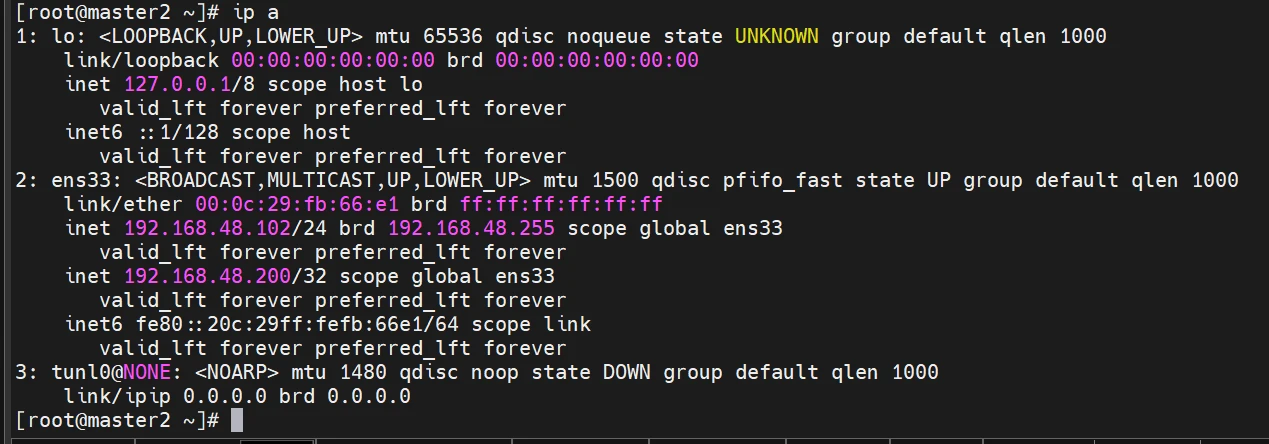 [root@master2 ~]# ip a
1: lo: <LOOPBACK,UP,LOWER_UP> mtu 65536 qdisc noqueue state UNKNOWN group default qlen 1000
    link/loopback 00:00:00:00:00:00 brd 00:00:00:00:00:00
    inet 127.0.0.1/8 scope host lo
       valid_lft forever preferred_lft forever
    inet6 ::1/128 scope host
       valid_lft forever preferred_lft forever
2: ens33: <BROADCAST,MULTICAST,UP,LOWER_UP> mtu 1500 qdisc pfifo_fast state UP group default qlen 1000
    link/ether 00:0c:29:fb:66:e1 brd ff:ff:ff:ff:ff:ff
    inet 192.168.48.102/24 brd 192.168.48.255 scope global ens33
       valid_lft forever preferred_lft forever
    inet 192.168.48.200/32 scope global ens33
       valid_lft forever preferred_lft forever
    inet6 fe80::20c:29ff:fefb:66e1/64 scope link
       valid_lft forever preferred_lft forever
3: tunl0@NONE: <NOARP> mtu 1480 qdisc noop state DOWN group default qlen 1000
    link/ipip 0.0.0.0 brd 0.0.0.0
[root@master2 ~]#